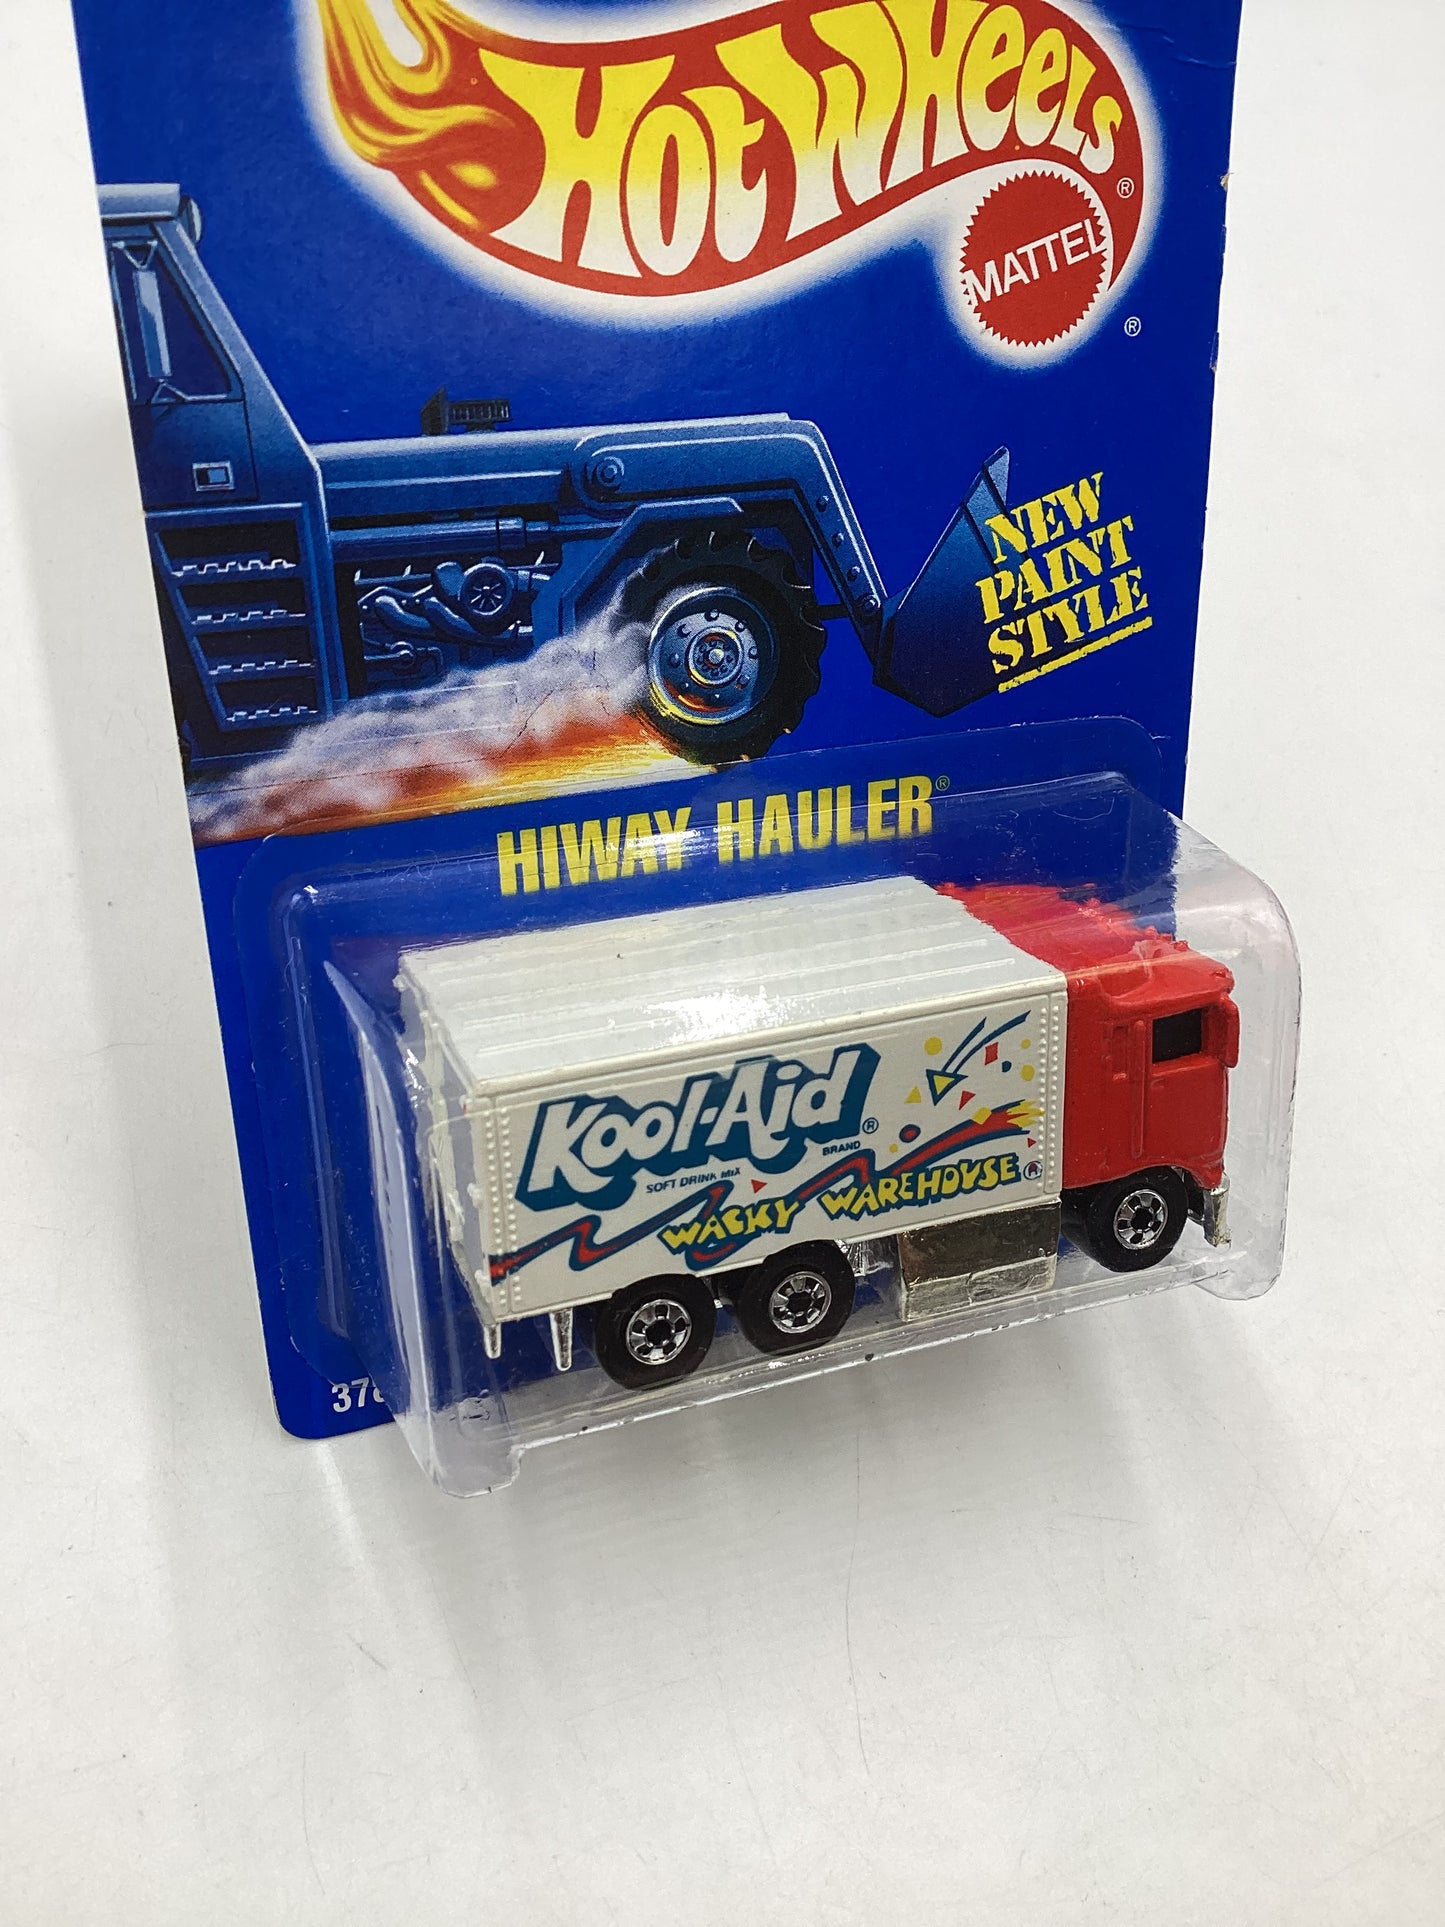 HOT WHEELS ®
MATTEL
®
NEW
PAINT
STYLE
HIWAY HAULER®
Kool-Aid ®
SOFT DRINK MIX BRAND
WACKY WAREHOUSE ®